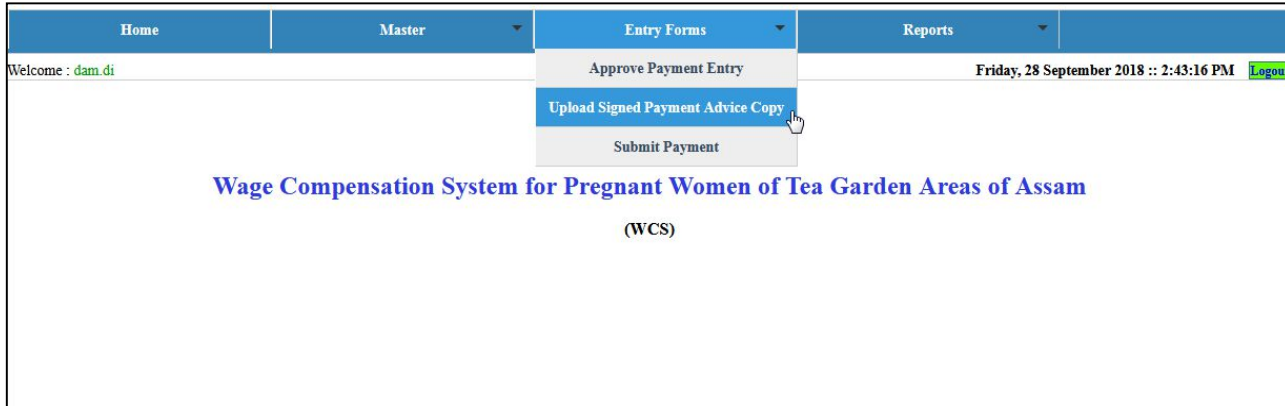 Home Master Entry Forms Reports
Welcome : dam.di Approve Payment Entry Friday, 28 September 2018 :: 2:43:16 PM Logou
Upload Signed Payment Advice Copy
Submit Payment
Wage Compensation System for Pregnant Women of Tea Garden Areas of Assam
(WCS)